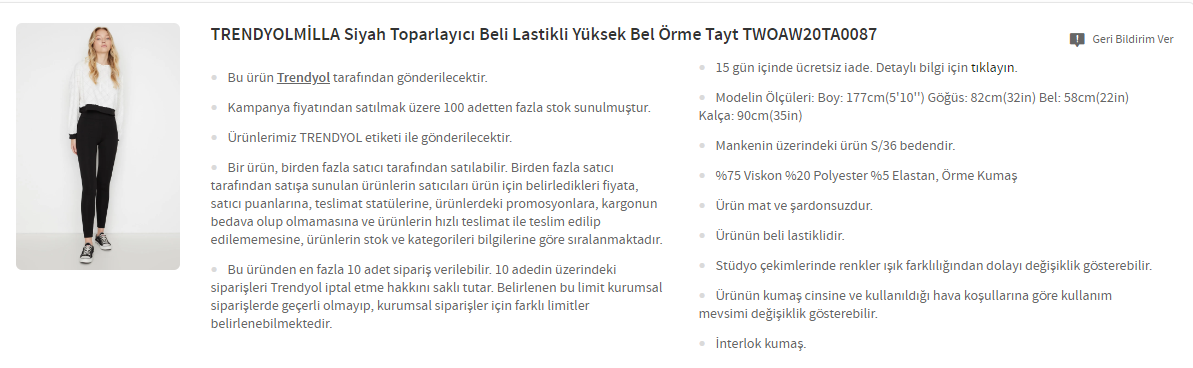 TRENDYOLMİLLA Siyah Toparlayıcı Beli Lastikli Yüksek Bel Örme Tayt TWOAW20TA0087
Geri Bildirim Ver
Bu ürün Trendyol tarafından gönderilecektir.
Kampanya fiyatından satılmak üzere 100 adetten fazla stok sunulmuştur.
Ürünlerimiz TRENDYOL etiketi ile gönderilecektir.
Bir ürün, birden fazla satıcı tarafından satılabilir. Birden fazla satıcı
tarafından satışa sunulan ürünlerin satıcıları ürün için belirledikleri fiyata,
satıcı puanlarına, teslimat statülerine, ürünlerdeki promosyonlara, kargonun
bedava olup olmamasına ve ürünlerin hızlı teslimat ile teslim edilip
edilememesine, ürünlerin stok ve kategorileri bilgilerine göre sıralanmaktadır.
Bu üründen en fazla 10 adet sipariş verilebilir. 10 adedin üzerindeki
siparişleri Trendyol iptal etme hakkını saklı tutar. Belirlenen bu limit kurumsal
siparişlerde geçerli olmayıp, kurumsal siparişler için farklı limitler
belirlenebilmektedir.
15 gün içinde ücretsiz iade. Detaylı bilgi için tıklayın.
Modelin Ölçüleri: Boy: 177cm(5'10'') Göğüs: 82cm(32in) Bel: 58cm(22in)
Kalça: 90cm(35in)
Mankenin üzerindeki ürün S/36 bedendir.
%75 Viskon %20 Polyester %5 Elastan, Örme Kumaş
Ürün mat ve şardonsuzdur.
Ürünün beli lastiklidir.
Stüdyo çekimlerinde renkler ışık farklılığından dolayı değişiklik gösterebilir.
Ürünün kumaş cinsine ve kullanıldığı hava koşullarına göre kullanım
mevsimi değişiklik gösterebilir.
İnterlok kumaş.